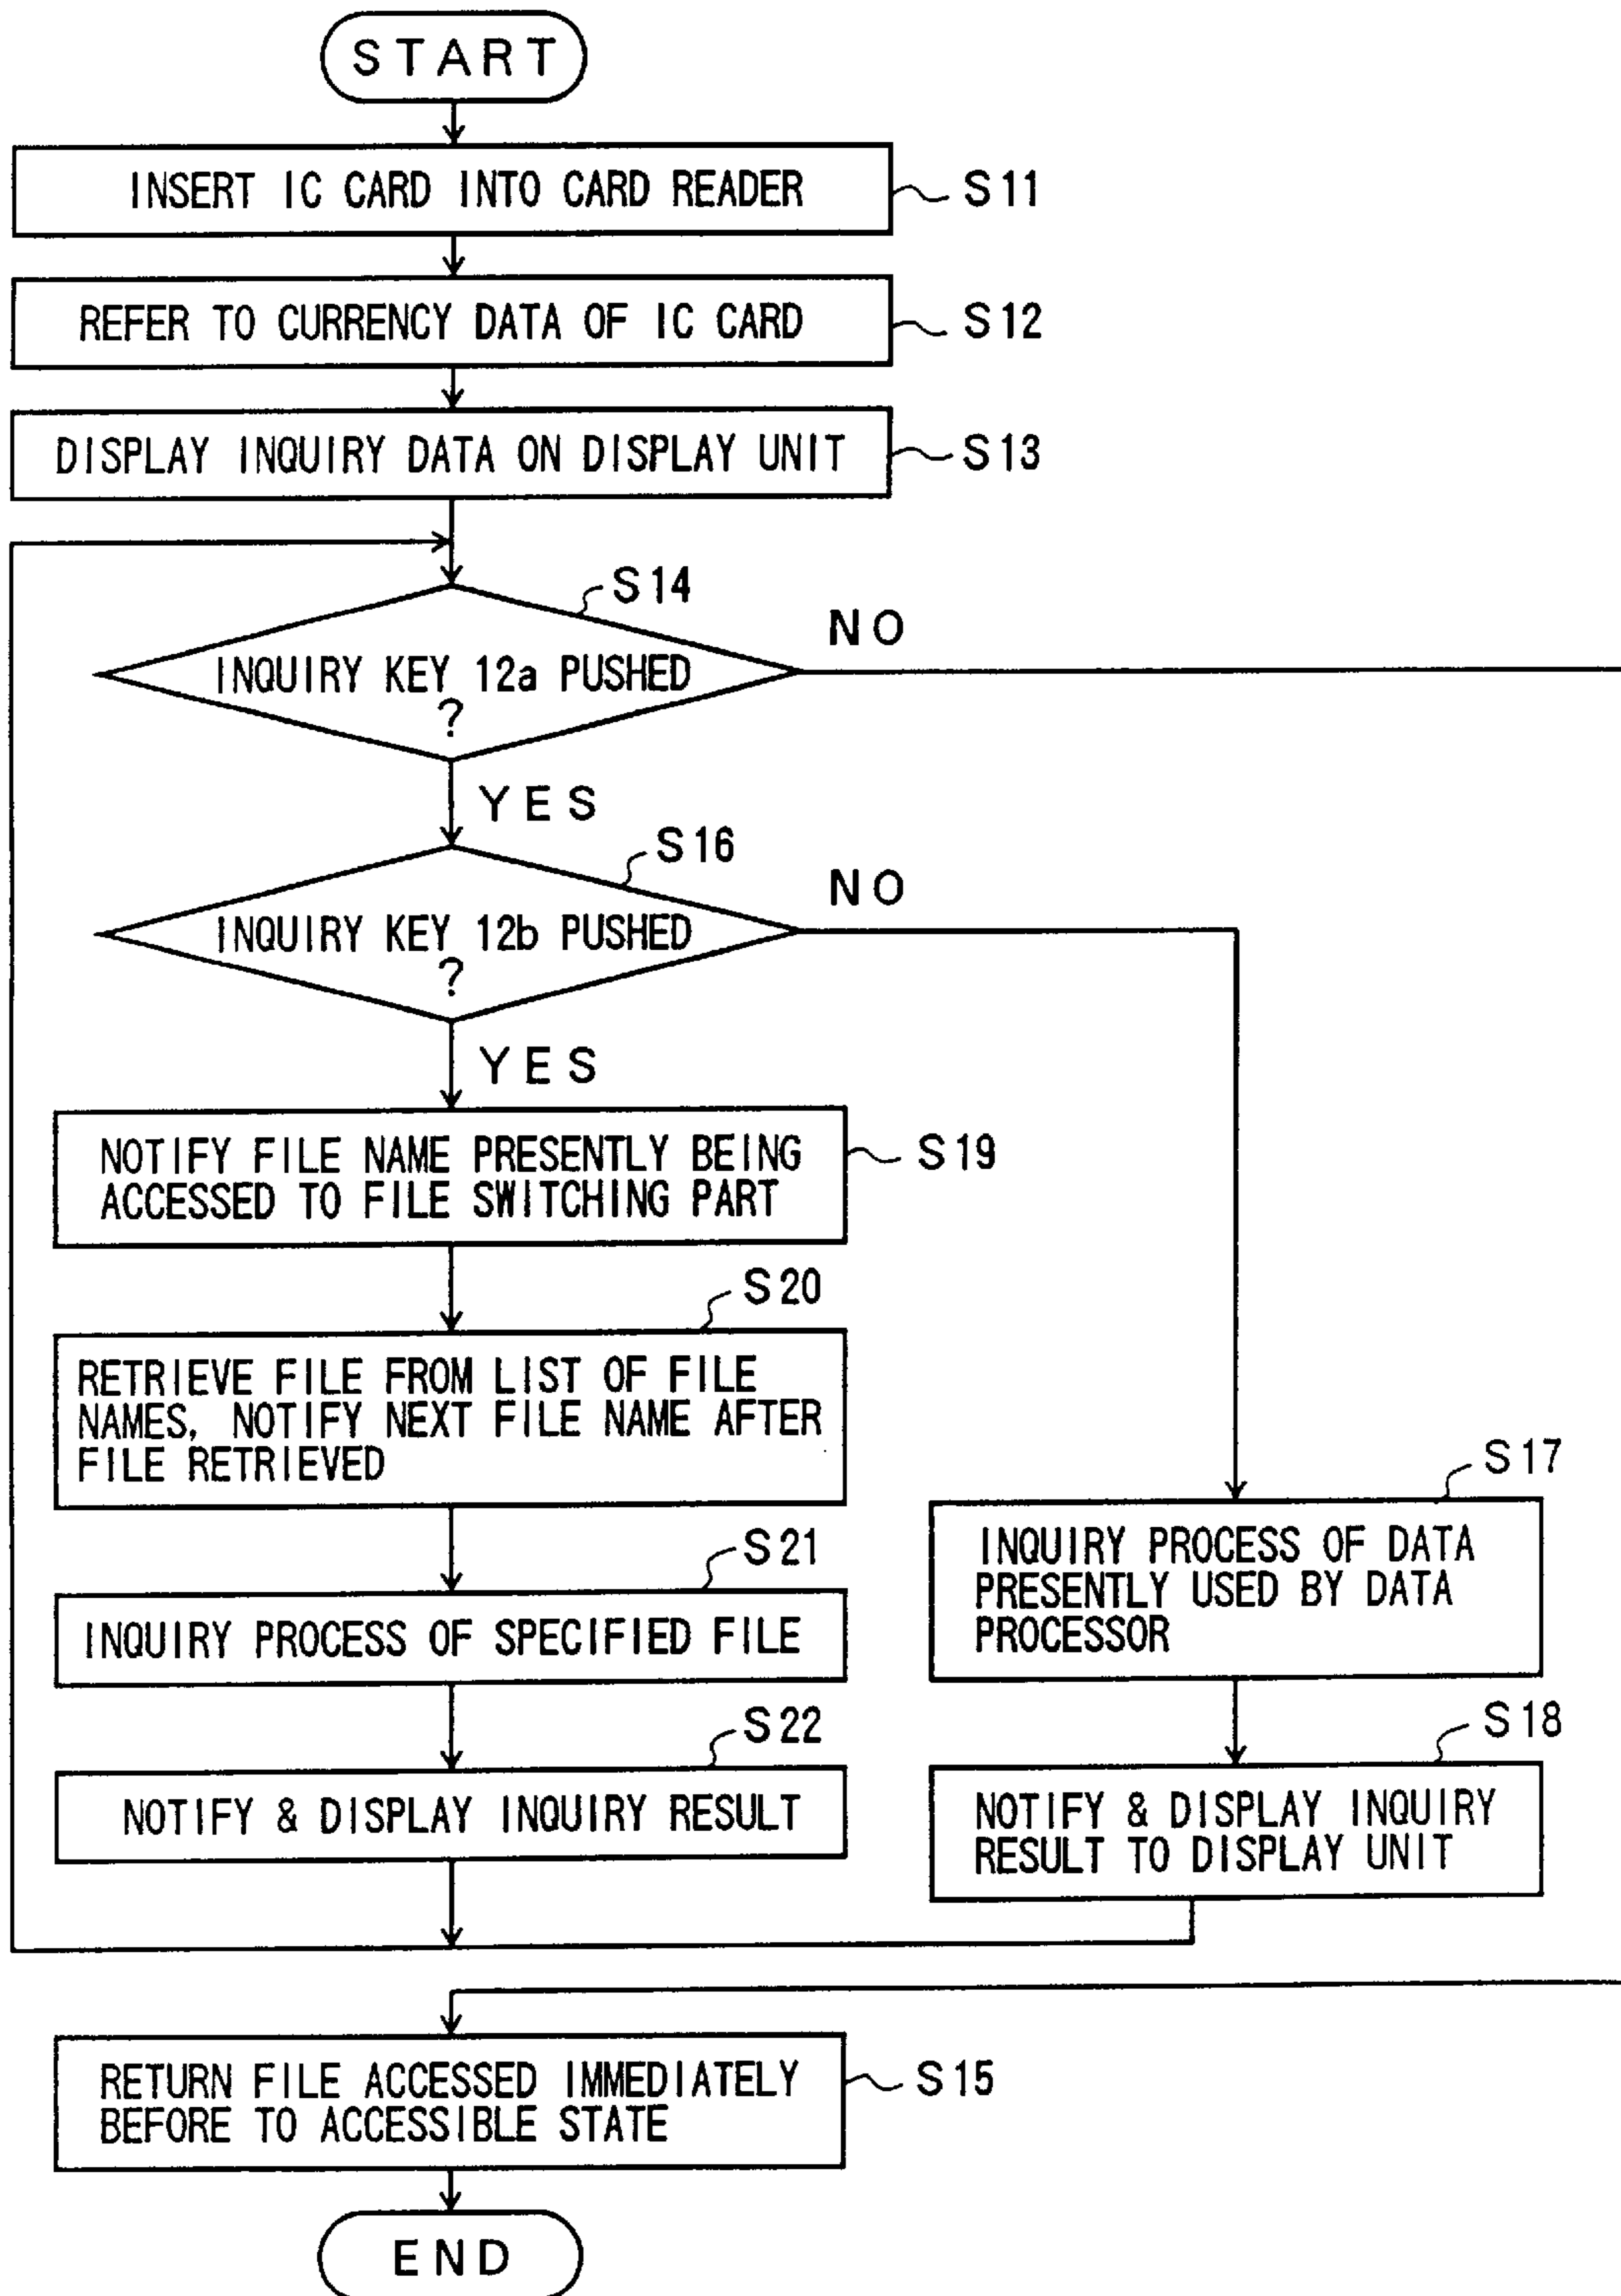 START
INSERT IC CARD INTO CARD READER
S11
REFER TO CURRENCY DATA OF IC CARD
S12
DISPLAY INQUIRY DATA ON DISPLAY UNIT
S13
S14
NO
INQUIRY KEY 12a PUSHED
?
YES
S16
NO
INQUIRY KEY 12b PUSHED
?
YES
NOTIFY FILE NAME PRESENTLY BEING
ACCESSED TO FILE SWITCHING PART
S19
S20
RETRIEVE FILE FROM LIST OF FILE
NAMES, NOTIFY NEXT FILE NAME AFTER
FILE RETRIEVED
S17
INQUIRY PROCESS OF DATA
PRESENTLY USED BY DATA
PROCESSOR
S21
INQUIRY PROCESS OF SPECIFIED FILE
S22
NOTIFY & DISPLAY INQUIRY RESULT
S18
NOTIFY & DISPLAY INQUIRY
RESULT TO DISPLAY UNIT
RETURN FILE ACCESSED IMMEDIATELY
BEFORE TO ACCESSIBLE STATE
S15
END